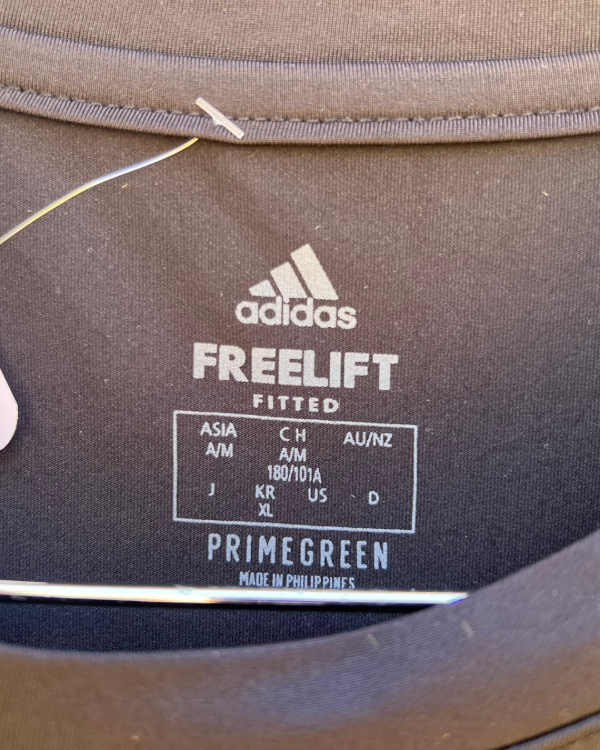 adidas
FREELIFT
FITTED
ASIA CH AU/NZ
A/M A/M
180/101A
J KR US D
XL
PRIMEGREEN
MADE IN PHILIPPINES